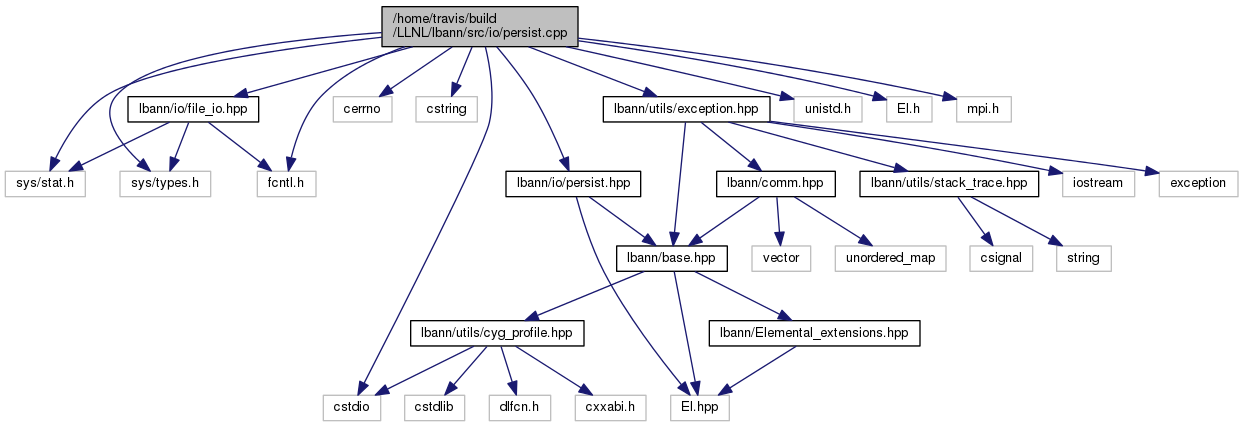 /home/travis/build
/LLNL/lbann/src/io/persist.cpp
lbann/io/file_io.hpp
cerrno
cstring
lbann/utils/exception.hpp
unistd.h
El.h
mpi.h
sys/stat.h
sys/types.h
fcntl.h
lbann/io/persist.hpp
lbann/comm.hpp
lbann/utils/stack_trace.hpp
iostream
exception
lbann/base.hpp
vector
unordered_map
csignal
string
lbann/utils/cyg_profile.hpp
lbann/Elemental_extensions.hpp
cstdio
cstdlib
dlfcn.h
cxxabi.h
El.hpp